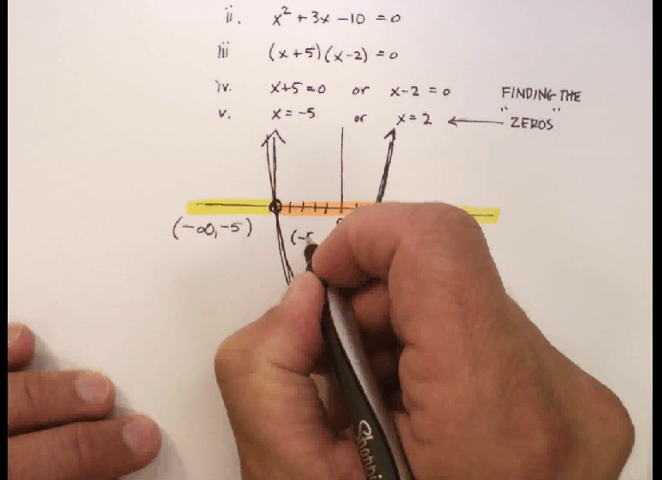 ii. x² + 3x - 10 = 0
iii (x+5)(x-2) = 0
iv. x+5=0 or x-2=0 FINDING THE
v. x = -5 or x = 2 "ZEROS"
(-∞,-5) (-5